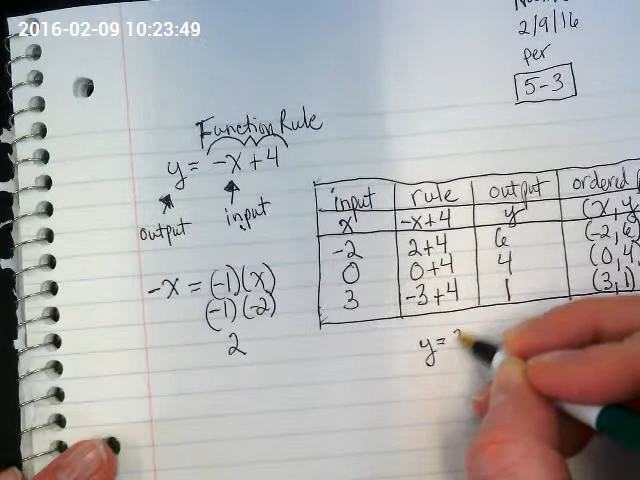 2016-02-09 10:23:49
2/9/16
per
5-3
Function Rule
y = -x + 4
output
input
input rule output ordered
x -x+4 y (x, y
-2 2+4 6 (-2, 6)
0 0+4 4 (0, 4
3 -3+4 1 (3, 1)
-x = (-1)(x)
(-1)(-2)
2
y =